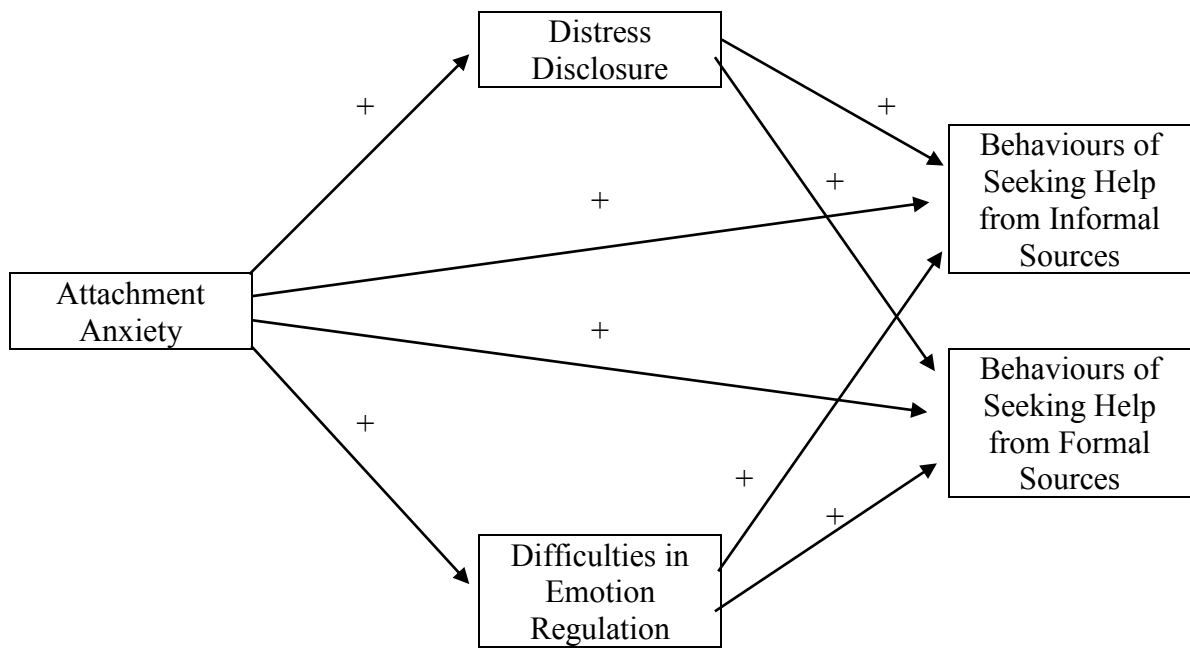 Distress
Disclosure
+
+
Behaviours of
Seeking Help
from Informal
Sources
+
+
Attachment
Anxiety
+
Behaviours of
Seeking Help
from Formal
Sources
+
+
+
Difficulties in
Emotion
Regulation